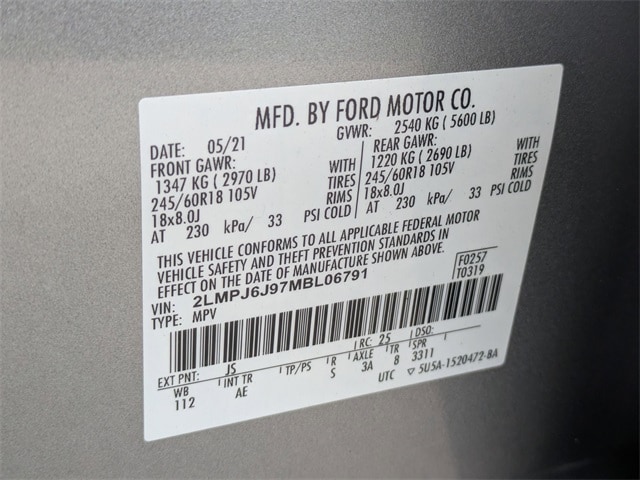 MFD. BY FORD MOTOR CO.
DATE: 05/21 GVWR: 2540 KG ( 5600 LB)
FRONT GAWR: REAR GAWR:
1347 KG ( 2970 LB) WITH 1220 KG ( 2690 LB) WITH
245/60R18 105V TIRES 245/60R18 105V TIRES
18x8.0J RIMS 18x8.0J RIMS
AT 230 kPa/ 33 PSI COLD AT 230 kPa/ 33 PSI COLD
THIS VEHICLE CONFORMS TO ALL APPLICABLE FEDERAL MOTOR
VEHICLE SAFETY AND THEFT PREVENTION STANDARDS IN
EFFECT ON THE DATE OF MANUFACTURE SHOWN ABOVE.
F0257
T0319
VIN: 2LMPJ6J97MBL06791
TYPE: MPV
EXT PNT: JS RC: 25 DSO:
WB INT TR TP/PS R AXLE TR SPR
112 AE S 3A 8 3311
UTC ▽ 5U5A-1520472-BA